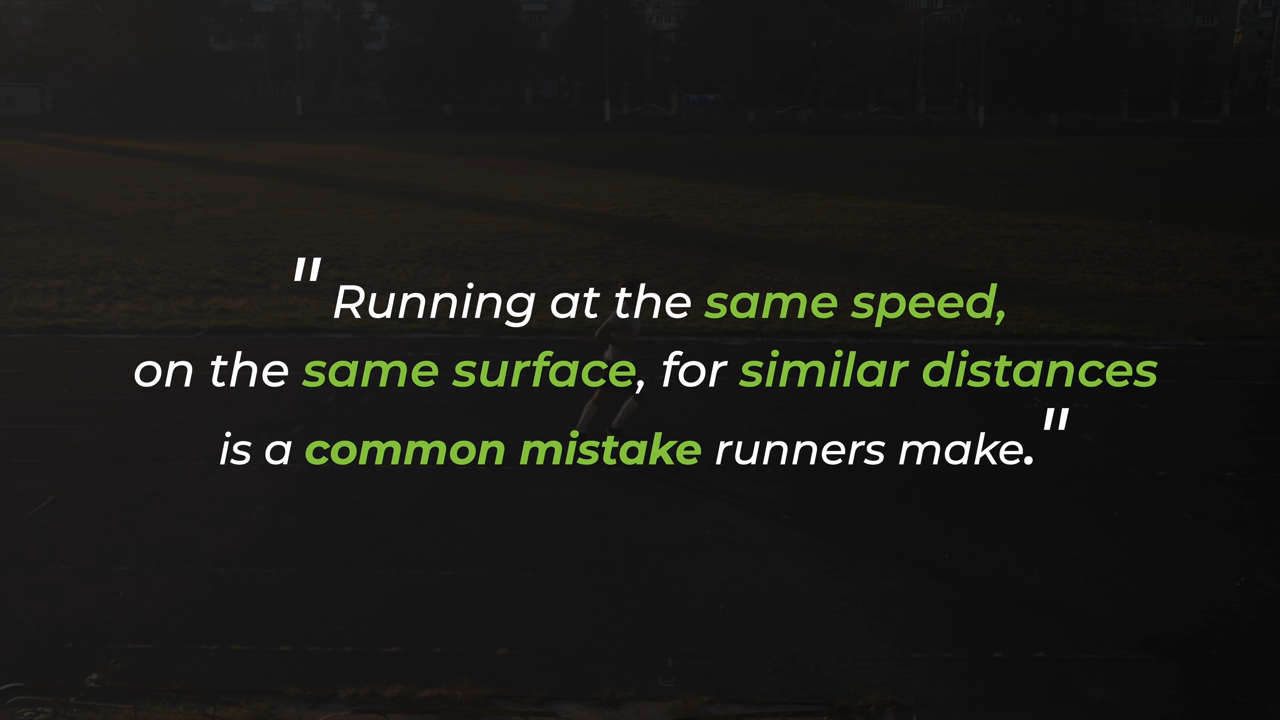 " Running at the same speed,
on the same surface, for similar distances
is a common mistake runners make."